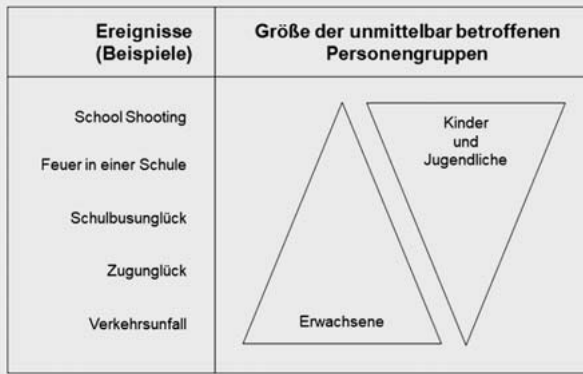 Ereignisse
(Beispiele)
Größe der unmittelbar betroffenen
Personengruppen
School Shooting
Feuer in einer Schule
Schulbusunglück
Zugunglück
Verkehrsunfall
Kinder
und
Jugendliche
Erwachsene